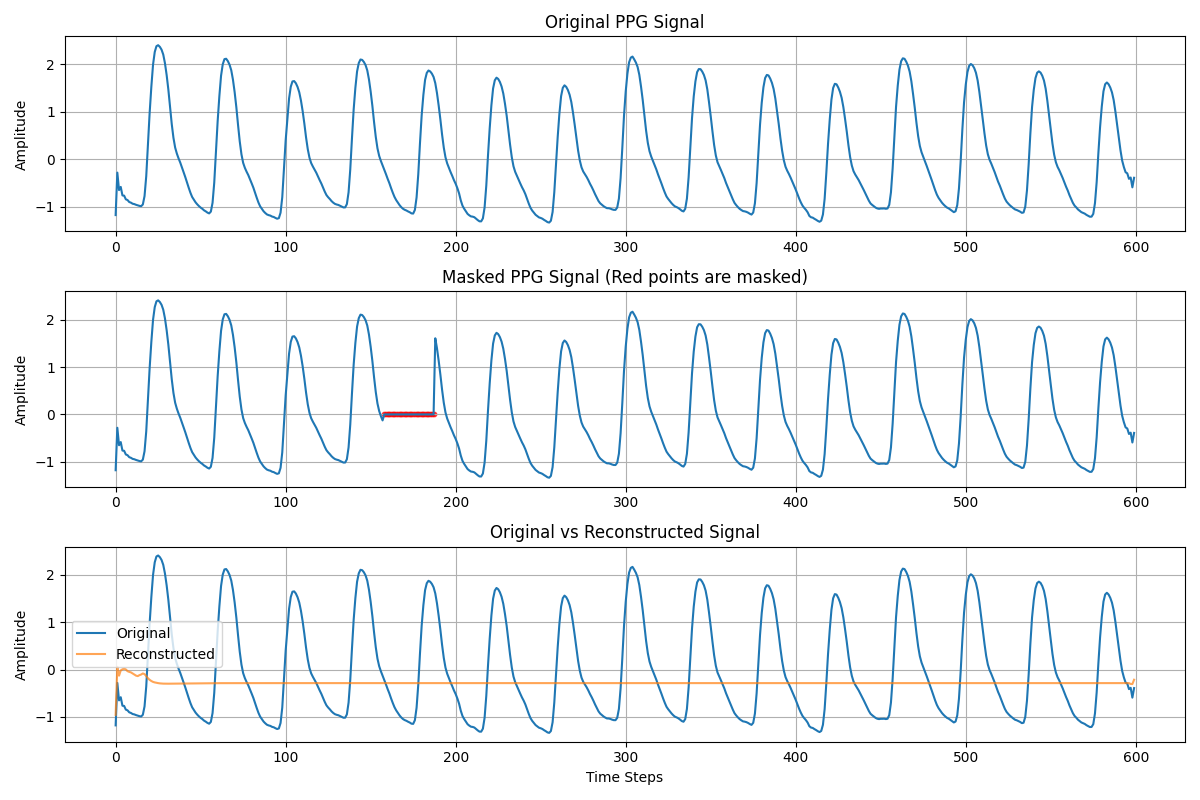 Original PPG Signal
Amplitude
2
1
0
−1
0 100 200 300 400 500 600
Masked PPG Signal (Red points are masked)
Amplitude
2
1
0
−1
0 100 200 300 400 500 600
Original vs Reconstructed Signal
Amplitude
2
1
0
−1
Original
Reconstructed
0 100 200 300 400 500 600
Time Steps